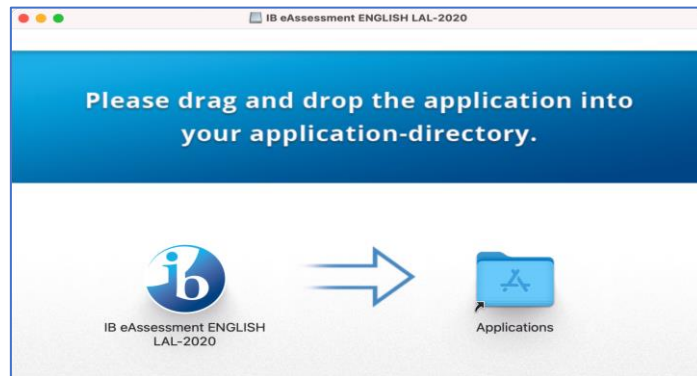 IB eAssessment ENGLISH LAL-2020
Please drag and drop the application into
your application-directory.
ib
IB eAssessment ENGLISH
LAL-2020
Applications